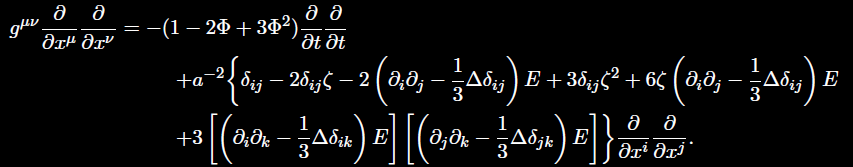 g^{\mu\nu} \frac{\partial}{\partial x^\mu} \frac{\partial}{\partial x^\nu} = -(1 - 2\Phi + 3\Phi^2) \frac{\partial}{\partial t} \frac{\partial}{\partial t}
+a^{-2} \bigg\{ \delta_{ij} - 2\delta_{ij}\zeta - 2 \left( \partial_i \partial_j - \frac{1}{3} \Delta \delta_{ij} \right) E + 3\delta_{ij}\zeta^2 + 6\zeta \left( \partial_i \partial_j - \frac{1}{3} \Delta \delta_{ij} \right) E
+3 \left[ \left( \partial_i \partial_k - \frac{1}{3} \Delta \delta_{ik} \right) E \right] \left[ \left( \partial_j \partial_k - \frac{1}{3} \Delta \delta_{jk} \right) E \right] \bigg\} \frac{\partial}{\partial x^i} \frac{\partial}{\partial x^j}.